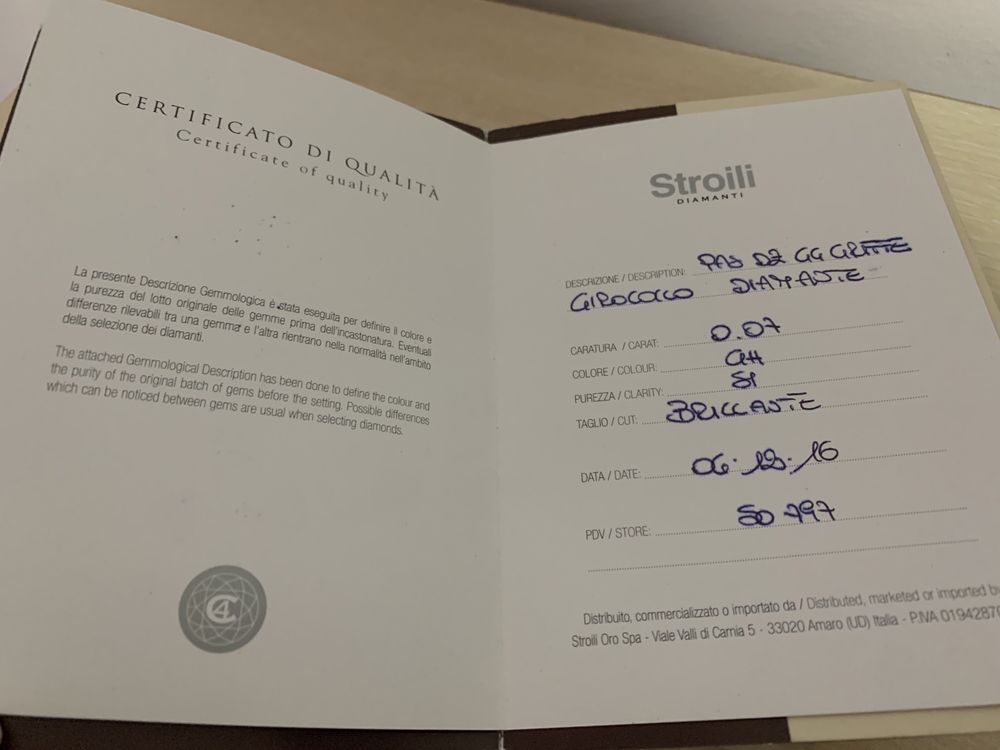 CERTIFICATO DI QUALITÀ
Certificate of quality
La presente Descrizione Gemmologica è stata eseguita per definire il colore e
la purezza del lotto originale delle gemme prima dell'incastonatura. Eventuali
differenze rilevabili tra una gemma e l'altra rientrano nella normalità nell'ambito
della selezione dei diamanti.
The attached Gemmological Description has been done to define the colour and
the purity of the original batch of gems before the setting. Possible differences
which can be noticed between gems are usual when selecting diamonds.
C4
Stroili
DIAMANTI
DESCRIZIONE / DESCRIPTION:
GIROCOLLO DIAMANTE
CARATURA / CARAT: 0.07
COLORE / COLOUR: GH
PUREZZA / CLARITY: SI
TAGLIO / CUT: BRILLANTE
DATA / DATE: 06.12.16
PDV / STORE: SO 797
Distribuito, commercializzato o importato da / Distributed, marketed or imported by
Stroili Oro Spa - Viale Valli di Carnia 5 - 33020 Amaro (UD) Italia - P.IVA 0194287